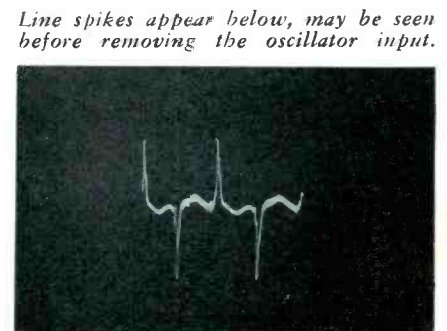 Line spikes appear below, may be seen
before removing the oscillator input.